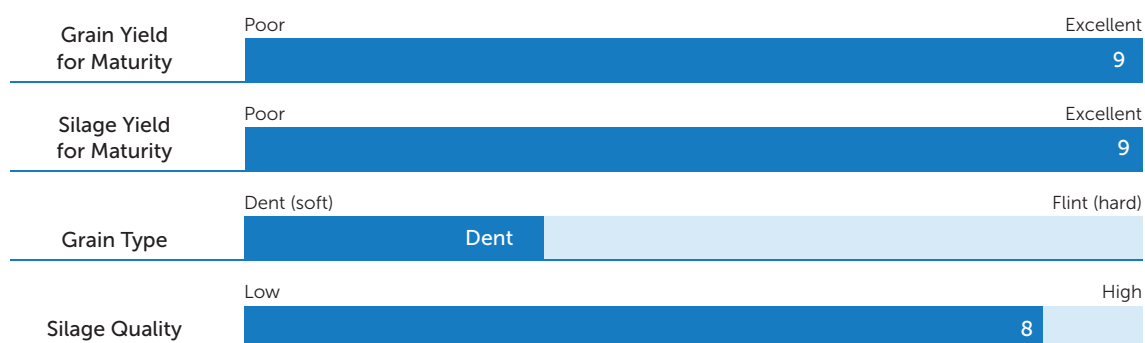 Grain Yield
for Maturity
Poor
Excellent
9
Silage Yield
for Maturity
Poor
Excellent
9
Grain Type
Dent (soft)
Flint (hard)
Dent
Silage Quality
Low
High
8